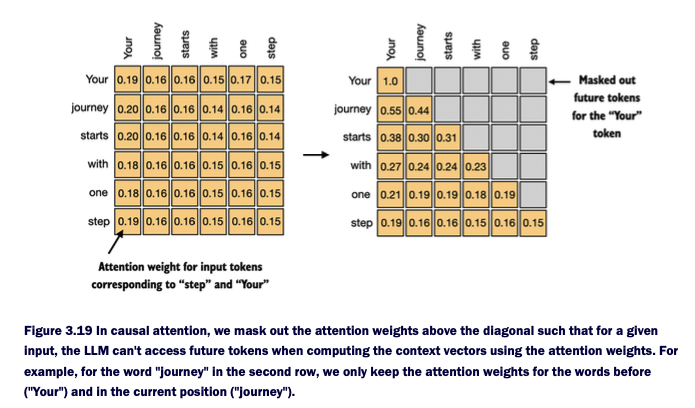 Your journey starts with one step
Your 0.19 0.16 0.16 0.15 0.17 0.15
journey 0.20 0.16 0.16 0.14 0.16 0.14
starts 0.20 0.16 0.16 0.14 0.16 0.14
with 0.18 0.16 0.16 0.15 0.16 0.15
one 0.18 0.16 0.16 0.15 0.16 0.15
step 0.19 0.16 0.16 0.15 0.16 0.15
Attention weight for input tokens
corresponding to “step” and “Your”
Your journey starts with one step
Your 1.0
journey 0.55 0.44
starts 0.38 0.30 0.31
with 0.27 0.24 0.24 0.23
one 0.21 0.19 0.19 0.18 0.19
step 0.19 0.16 0.16 0.15 0.16 0.15
Masked out
future tokens
for the “Your”
token
Figure 3.19 In causal attention, we mask out the attention weights above the diagonal such that for a given
input, the LLM can't access future tokens when computing the context vectors using the attention weights. For
example, for the word "journey" in the second row, we only keep the attention weights for the words before
("Your") and in the current position ("journey").